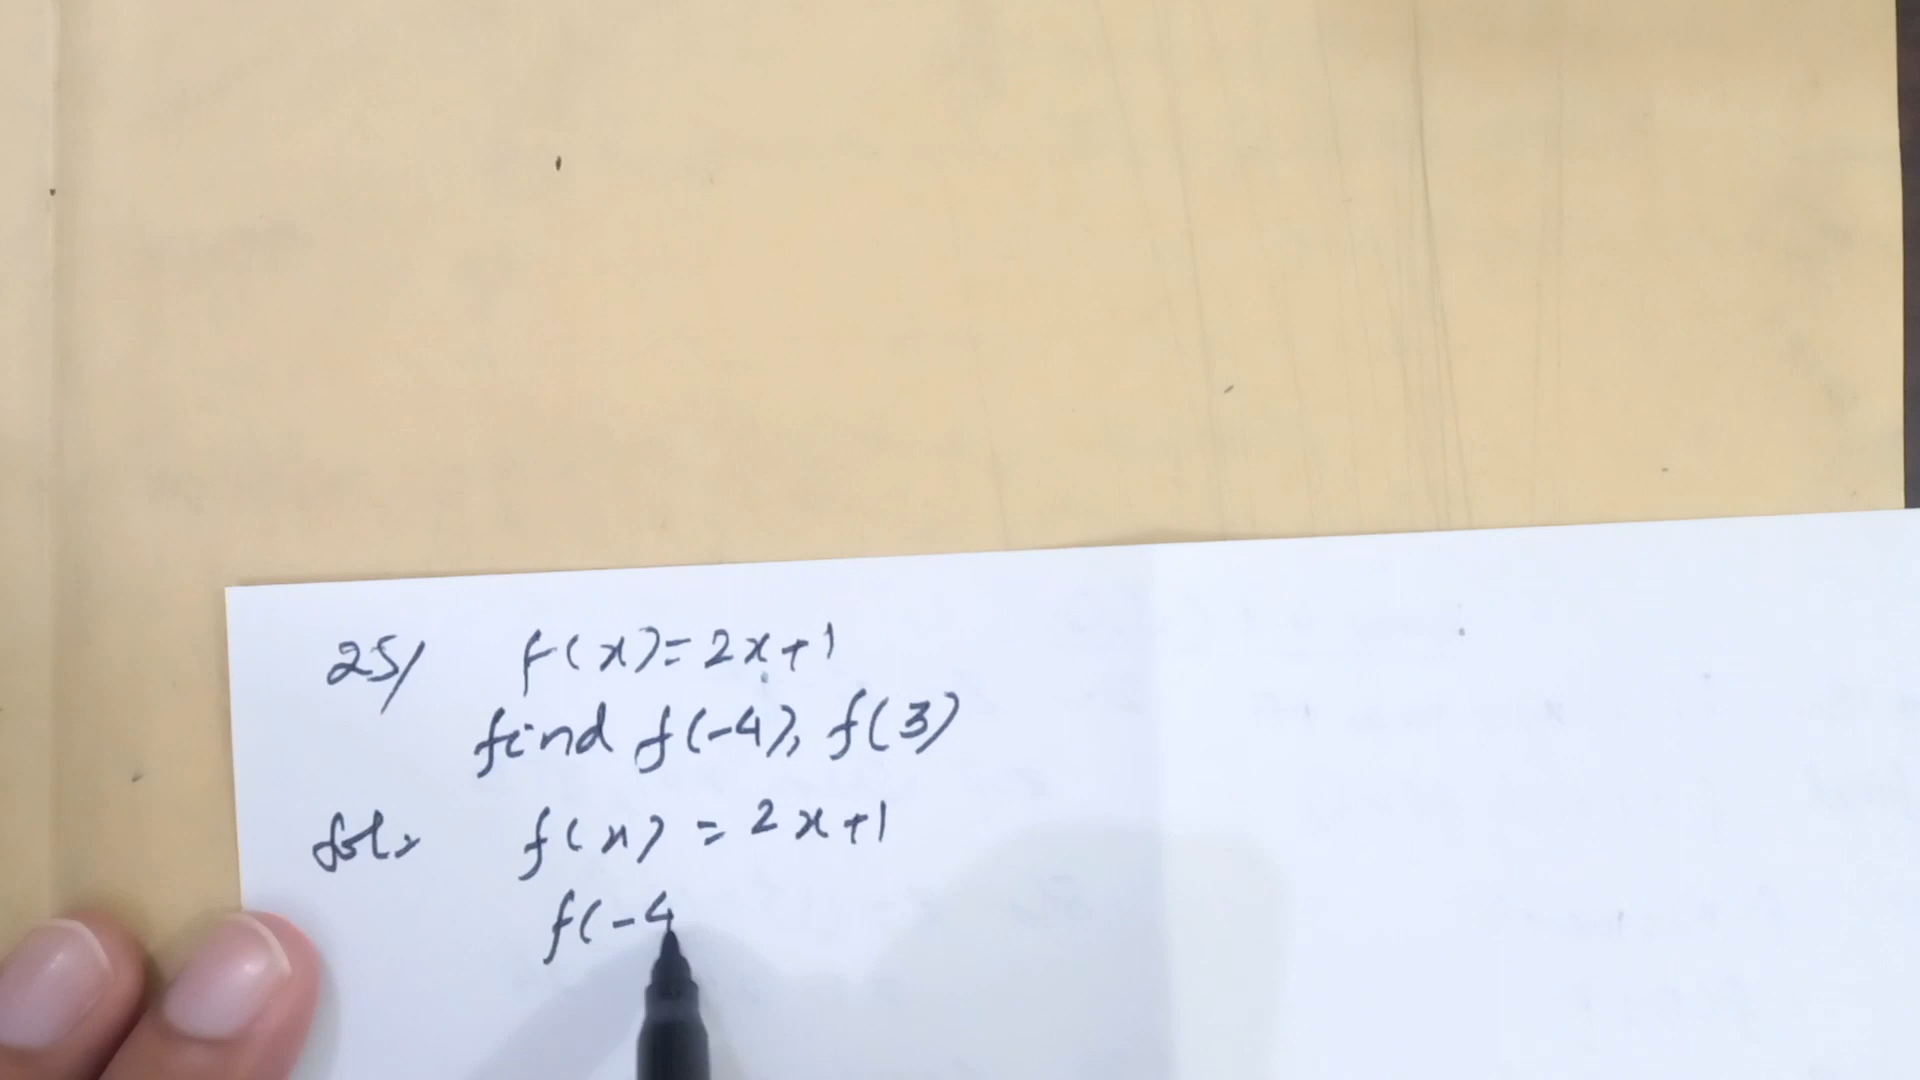 25/ f(x)=2x+1
find f(-4), f(3)
Sol: f(x) = 2x+1
f(-4